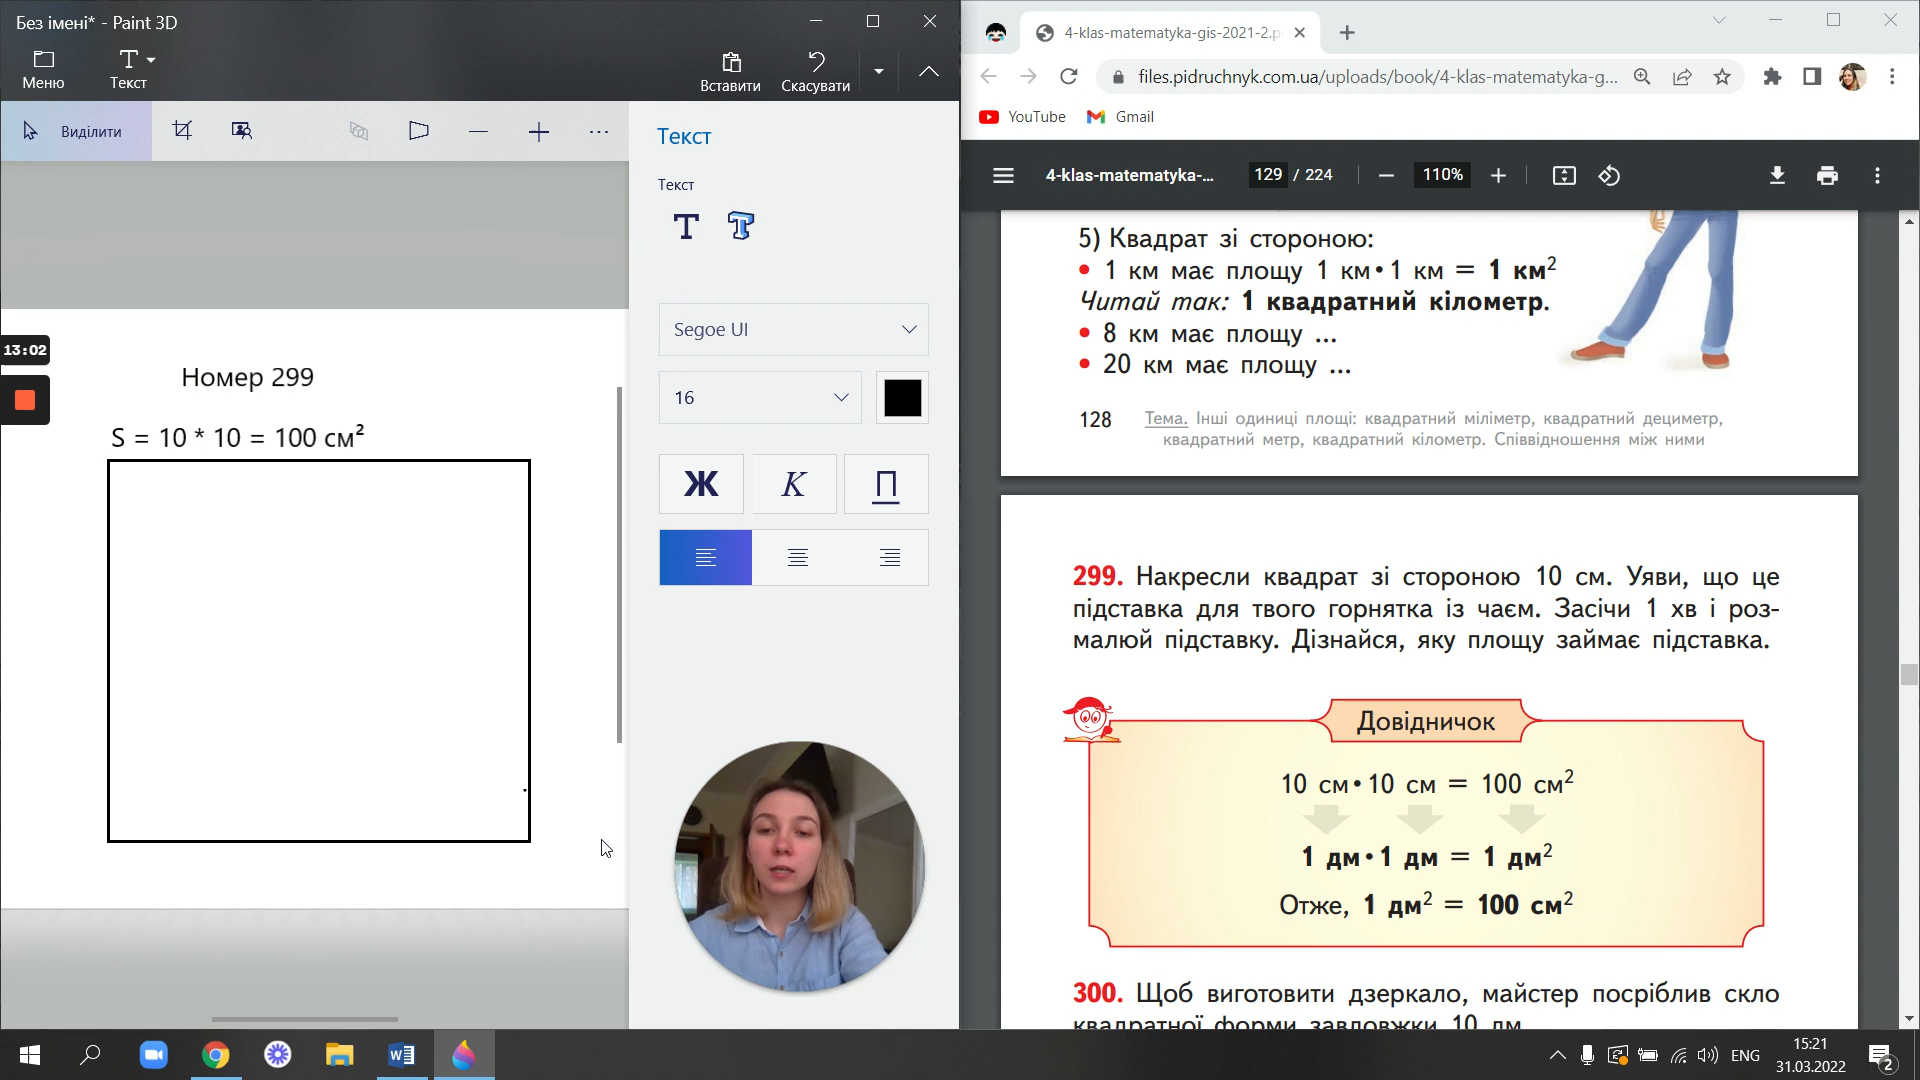 Без імені* - Paint 3D
Меню
Текст
Вставити
Скасувати
Виділити
Текст
Текст
Segoe UI
16
Ж
К
П
13:02
Номер 299
S = 10 * 10 = 100 см²
4-klas-matematyka-gis-2021-2.p
files.pidruchnyk.com.ua/uploads/book/4-klas-matematyka-g...
YouTube
Gmail
4-klas-matematyka-...
129 / 224
110%
5) Квадрат зі стороною:
• 1 км має площу 1 км • 1 км = 1 км²
Читай так: 1 квадратний кілометр.
• 8 км має площу ...
• 20 км має площу ...
128 Тема. Інші одиниці площі: квадратний міліметр, квадратний дециметр,
квадратний метр, квадратний кілометр. Співвідношення між ними
299. Накресли квадрат зі стороною 10 см. Уяви, що це
підставка для твого горнятка із чаєм. Засічи 1 хв і роз-
малюй підставку. Дізнайся, яку площу займає підставка.
Довідничок
10 см • 10 см = 100 см²
1 дм • 1 дм = 1 дм²
Отже, 1 дм² = 100 см²
300. Щоб виготовити дзеркало, майстер посріблив скло
квадратної форми завдовжки 10 дм
ENG
15:21
31.03.2022
2